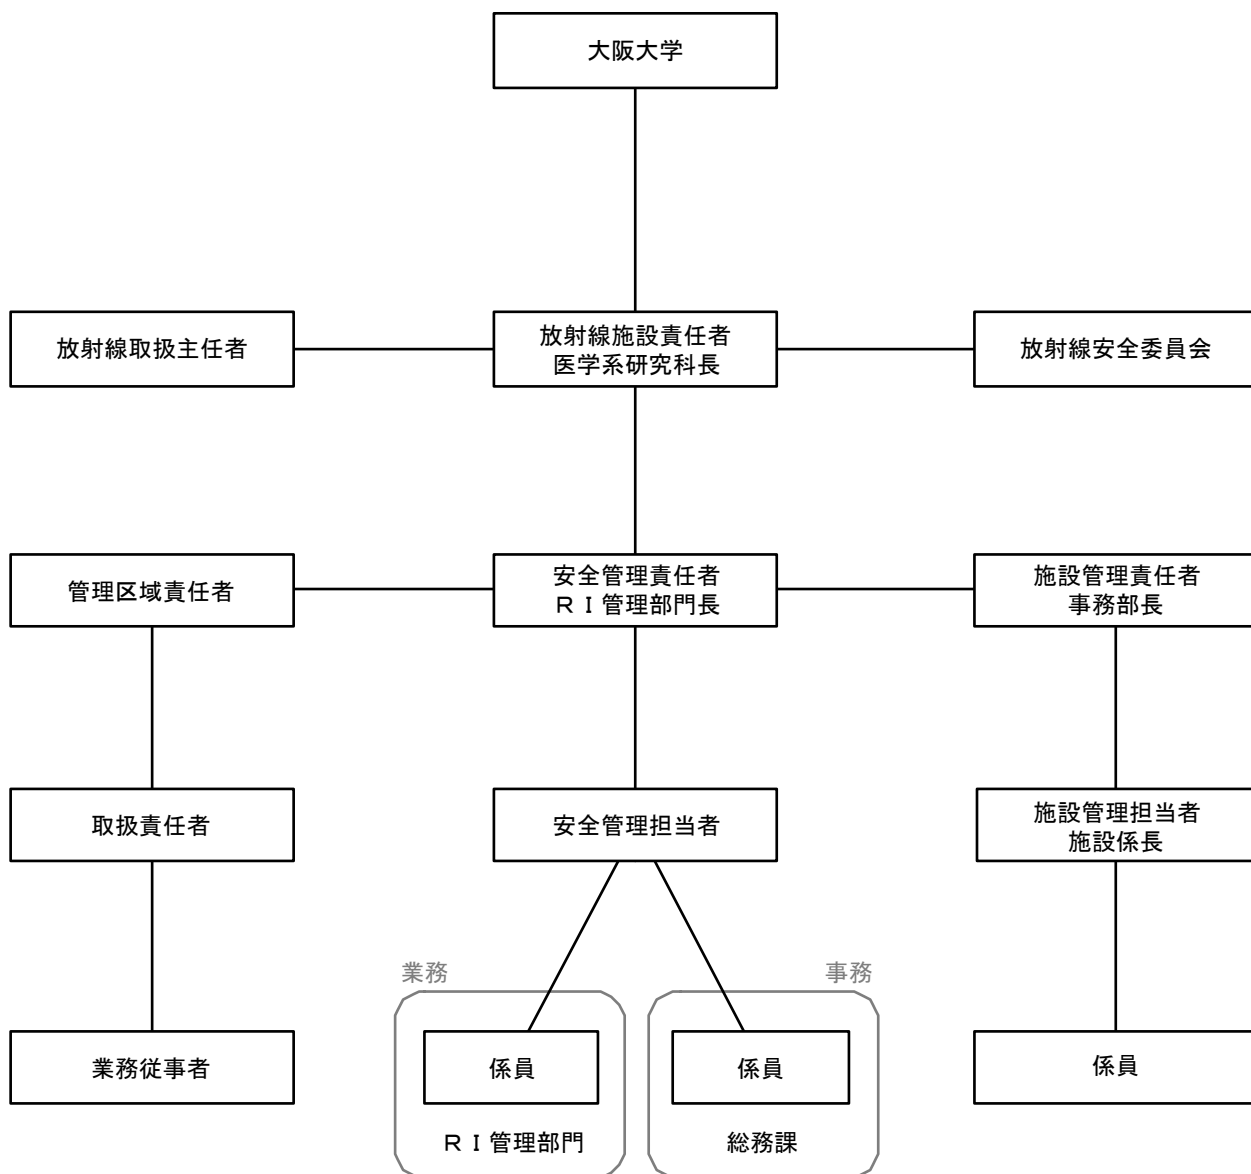 大阪大学
放射線取扱主任者
放射線施設責任者
医学系研究科長
放射線安全委員会
管理区域責任者
安全管理責任者
ＲＩ管理部門長
施設管理責任者
事務部長
取扱責任者
安全管理担当者
施設管理担当者
施設係長
業務
事務
業務従事者
係員
係員
係員
ＲＩ管理部門
総務課